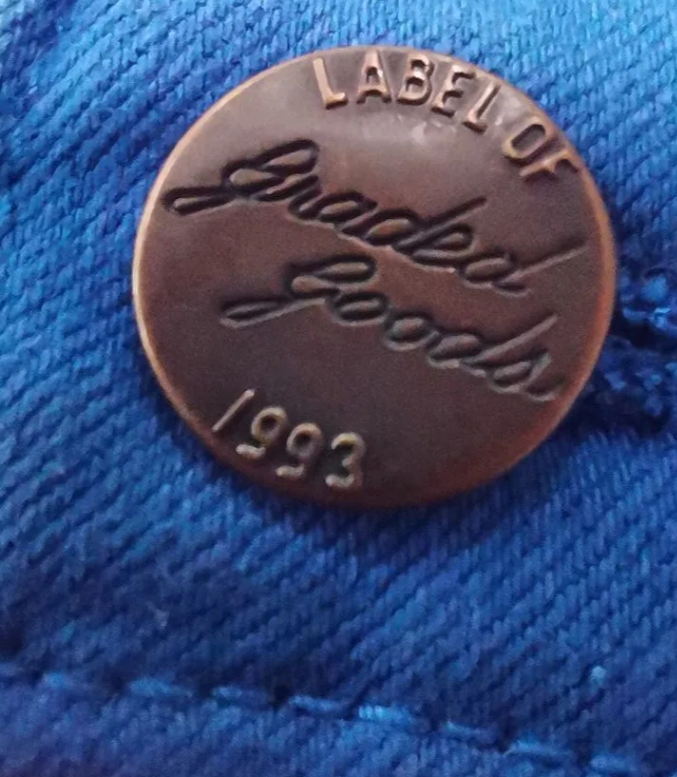 LABEL OF
Graded
Goods
1993